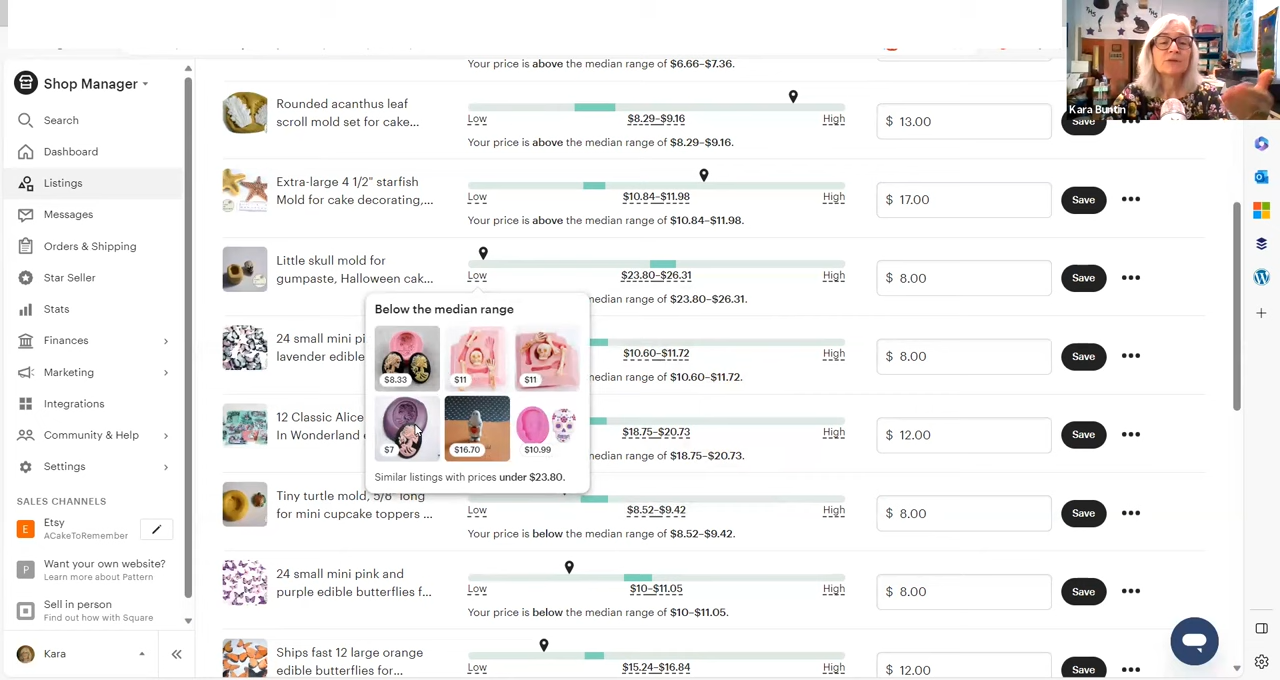 Your price is above the median range of $6.66–$7.36.
Kara Buntin
Shop Manager
Search
Dashboard
Listings
Messages
Orders & Shipping
Star Seller
Stats
Finances
Marketing
Integrations
Community & Help
Settings
SALES CHANNELS
E
Etsy
ACakeToRemember
P
Want your own website?
Learn more about Pattern
Sell in person
Find out how with Square
Kara
Rounded acanthus leaf
scroll mold set for cake...
Low
$8.29–$9.16
High
Your price is above the median range of $8.29–$9.16.
$ 13.00
Save
Extra-large 4 1/2" starfish
Mold for cake decorating,...
Low
$10.84–$11.98
High
Your price is above the median range of $10.84–$11.98.
$ 17.00
Save
Little skull mold for
gumpaste, Halloween cak...
Low
$23.80–$26.31
High
nedian range of $23.80–$26.31.
$ 8.00
Save
Below the median range
$8.33
$11
$11
$7
$16.70
$10.99
Similar listings with prices under $23.80.
24 small mini pi
lavender edible
$10.60–$11.72
High
nedian range of $10.60–$11.72.
$ 8.00
Save
12 Classic Alice
In Wonderland
$18.75–$20.73
High
nedian range of $18.75–$20.73.
$ 12.00
Save
Tiny turtle mold, 5/8" long
for mini cupcake toppers ...
Low
$8.52–$9.42
High
Your price is below the median range of $8.52–$9.42.
$ 8.00
Save
24 small mini pink and
purple edible butterflies f...
Low
$10–$11.05
High
Your price is below the median range of $10–$11.05.
$ 8.00
Save
Ships fast 12 large orange
edible butterflies for...
Low
$15.24–$16.84
High
$ 12.00
Save